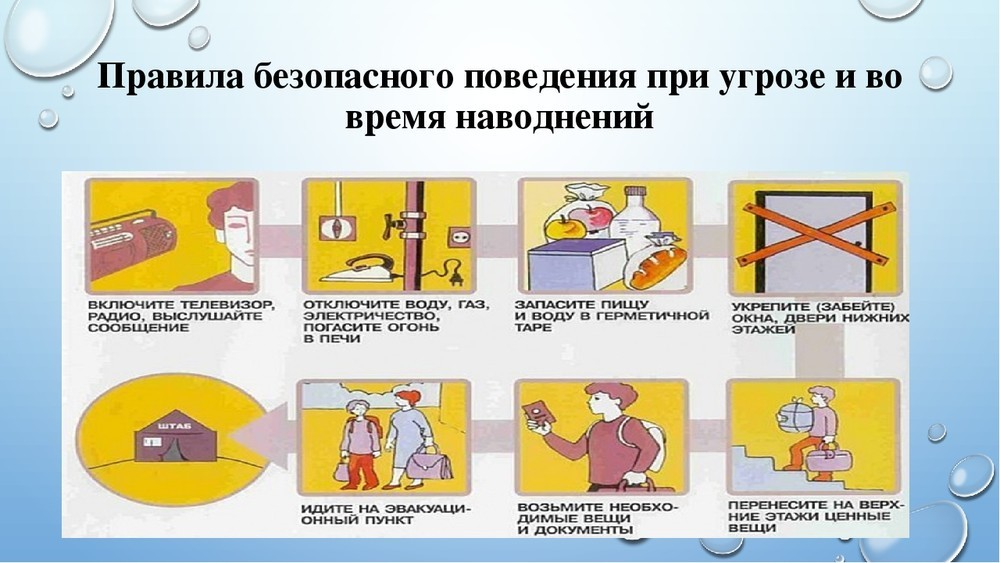 Правила безопасного поведения при угрозе и во
время наводнений
ВКЛЮЧИТЕ ТЕЛЕВИЗОР,
РАДИО, ВЫСЛУШАЙТЕ
СООБЩЕНИЕ
ОТКЛЮЧИТЕ ВОДУ, ГАЗ,
ЭЛЕКТРИЧЕСТВО,
ПОГАСИТЕ ОГОНЬ
В ПЕЧИ
ЗАПАСИТЕ ПИЩУ
И ВОДУ В ГЕРМЕТИЧНОЙ
ТАРЕ
УКРЕПИТЕ (ЗАБЕЙТЕ)
ОКНА, ДВЕРИ НИЖНИХ
ЭТАЖЕЙ
ПЕРЕНЕСИТЕ НА ВЕРХ-
НИЕ ЭТАЖИ ЦЕННЫЕ
ВЕЩИ
ВОЗЬМИТЕ НЕОБХО-
ДИМЫЕ ВЕЩИ
И ДОКУМЕНТЫ
ИДИТЕ НА ЭВАКУАЦИ-
ОННЫЙ ПУНКТ
ШТАБ